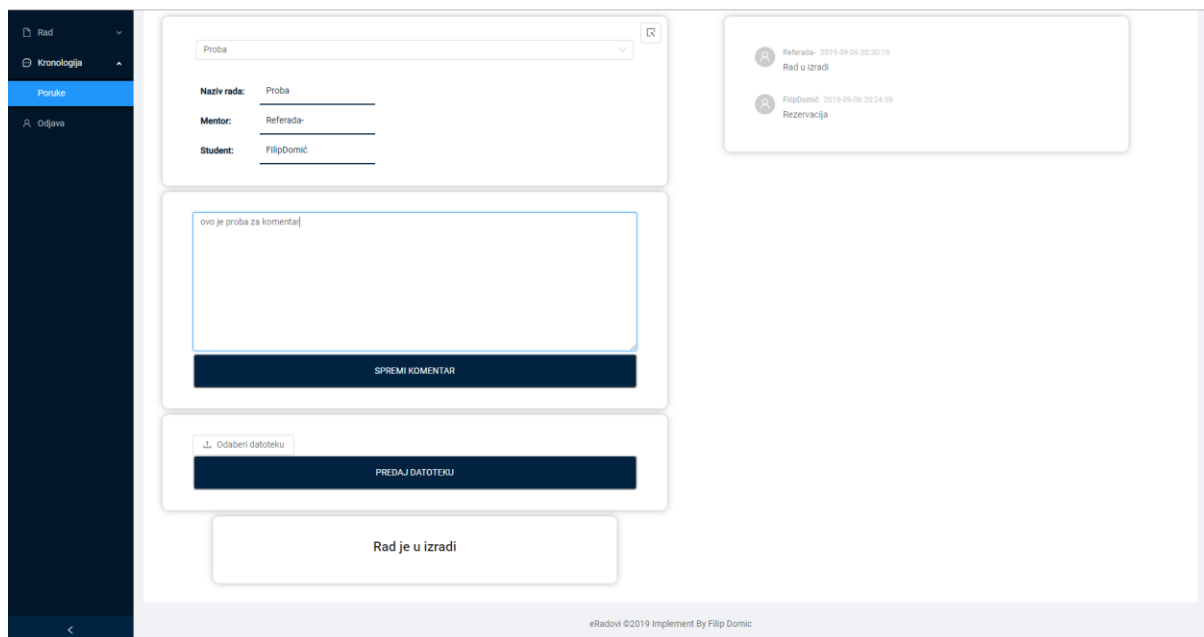 Rad
Kronologija
Poruke
Odjava
Proba
Naziv rada: Proba
Mentor: Referada-
Student: FilipDomić
ovo je proba za komentar
SPREMI KOMENTAR
Odaberi datoteku
PREDAJ DATOTEKU
Rad je u izradi
Referada- 2019-09-06 20:30:15
Rad u izradi
FilipDomić 2019-09-06 20:24:59
Rezervacija
eRadovi ©2019 Implement By Filip Domic